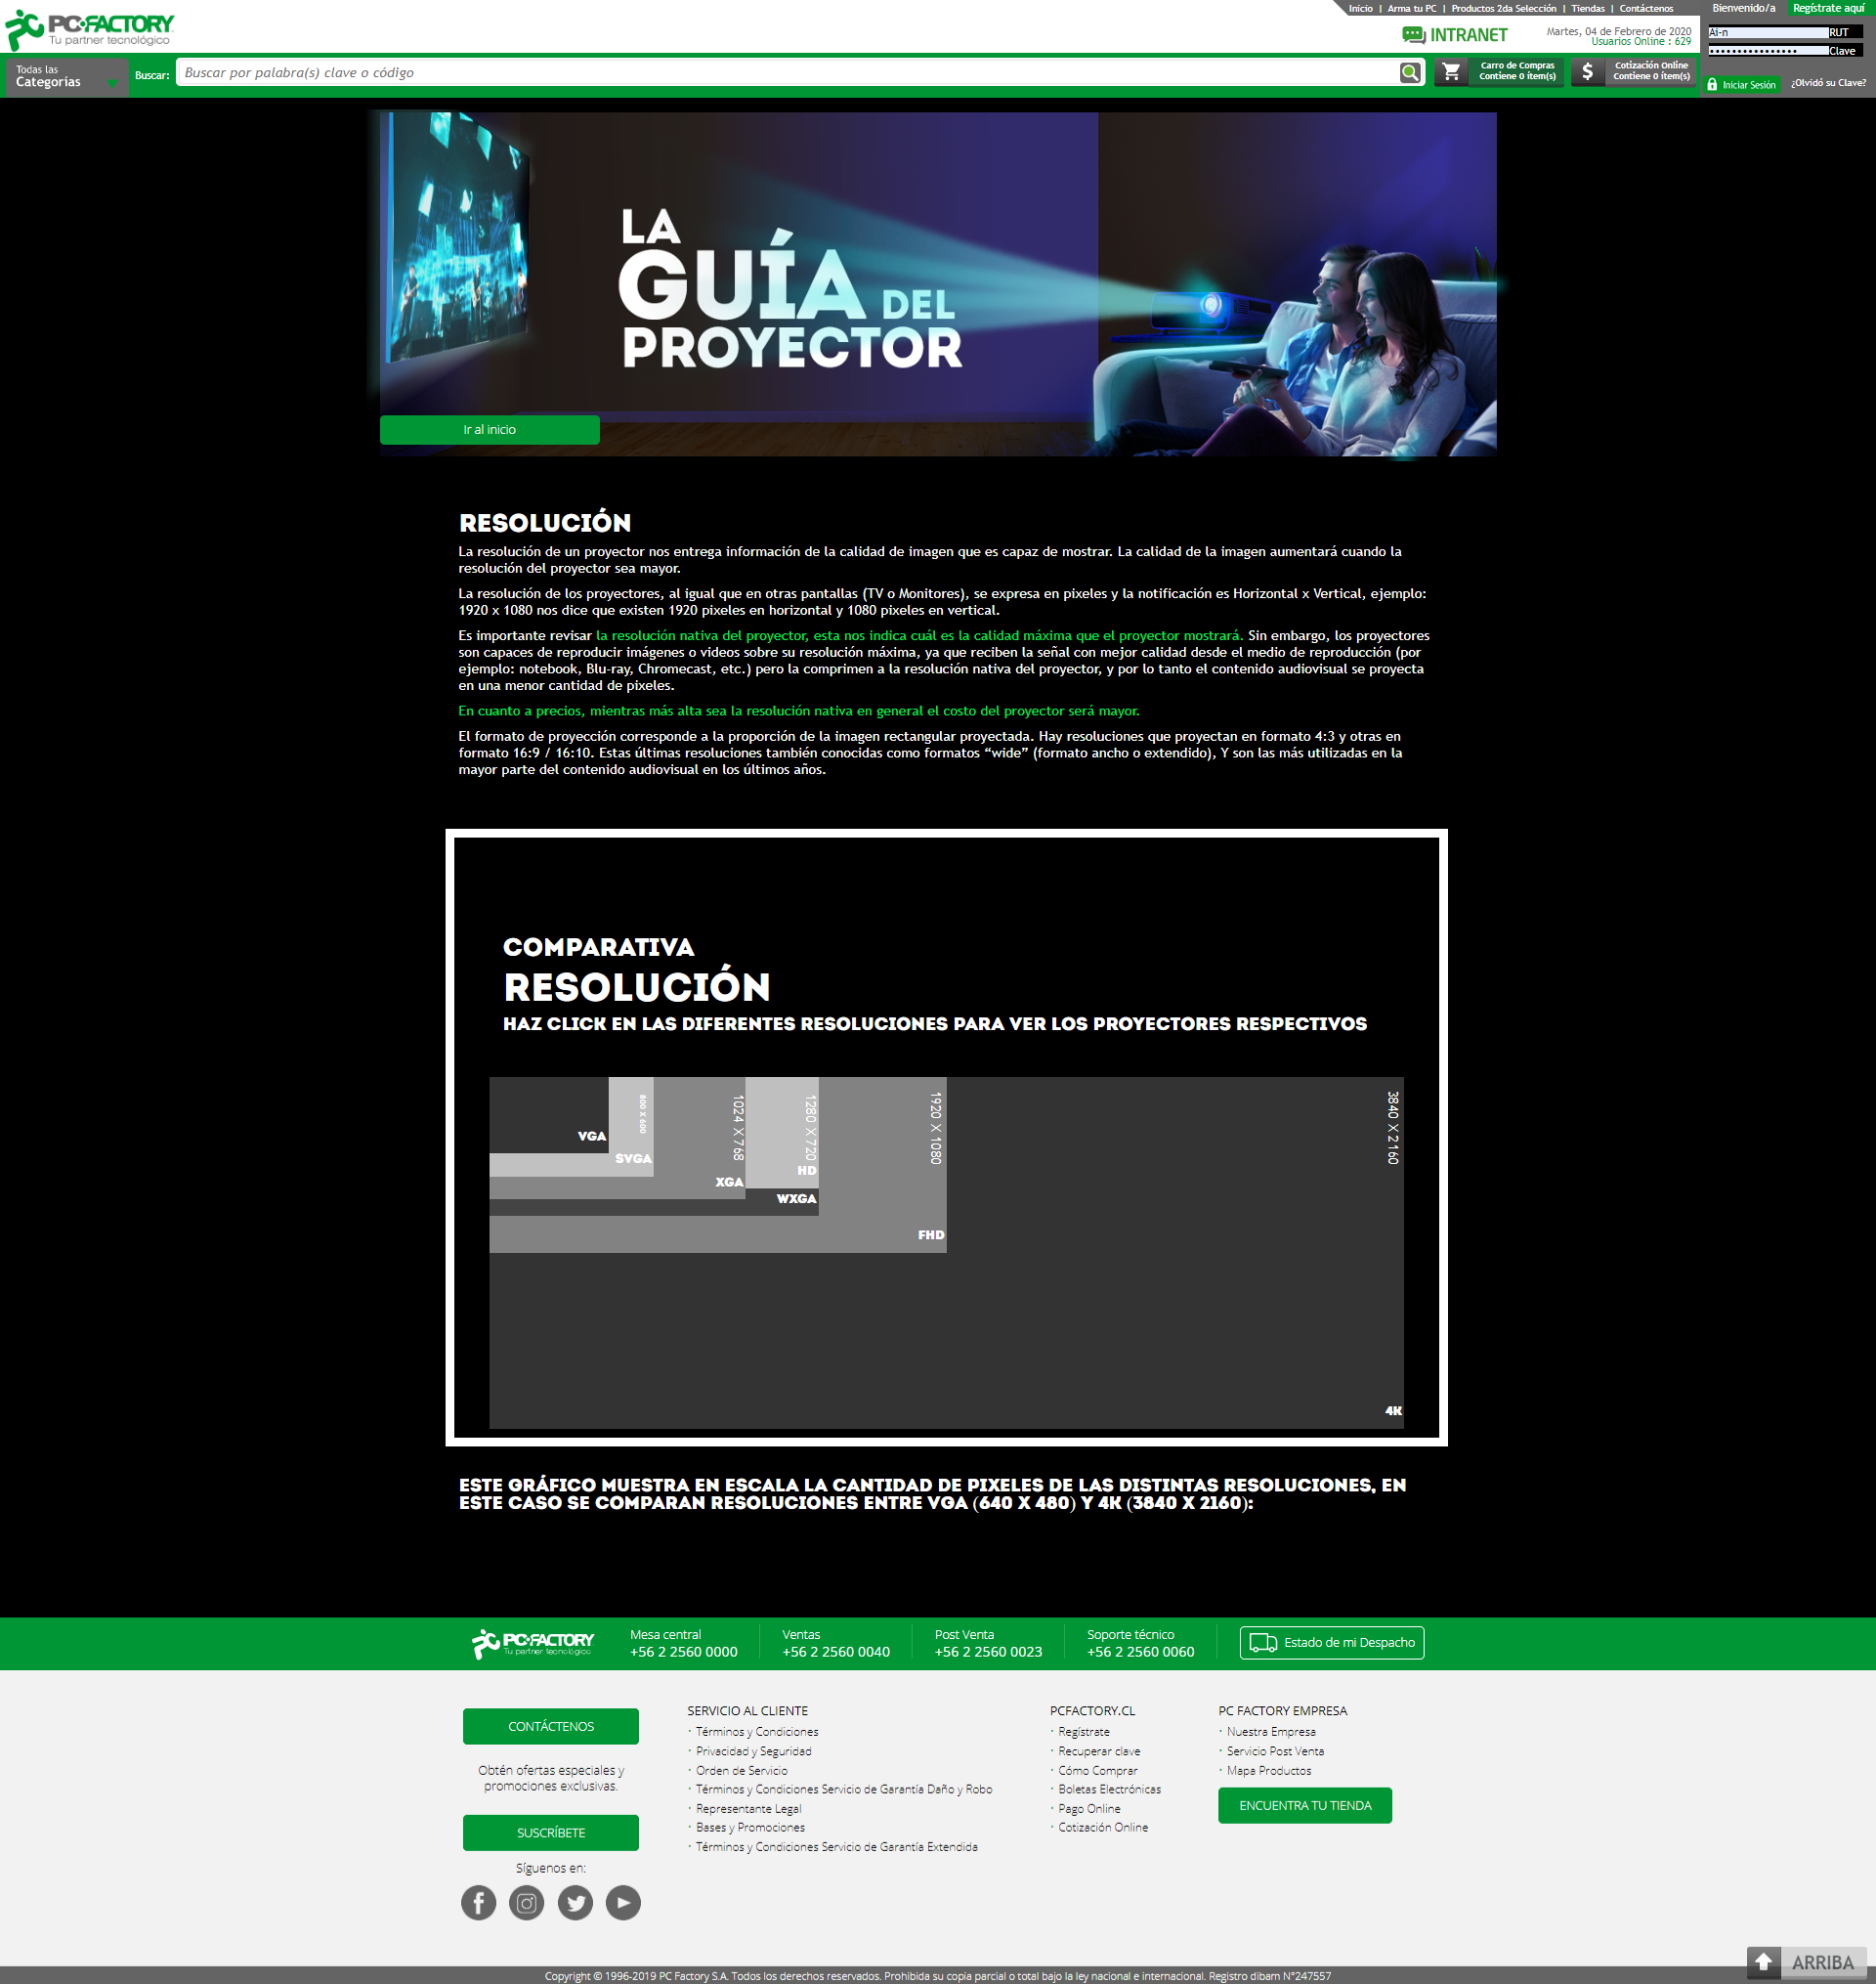 PC FACTORY
Tu partner tecnológico
Inicio | Arma tu PC | Productos 2da Selección | Tiendas | Contáctenos
Bienvenido/a
Regístrate aquí
INTRANET
Martes, 04 de Febrero de 2020
Usuarios Online : 629
Ai-n
RUT
Clave
Iniciar Sesión
¿Olvidó su Clave?
Todas las
Categorías
Buscar:
Buscar por palabra(s) clave o código
Carro de Compras
Contiene 0 ítem(s)
Cotización Online
Contiene 0 ítem(s)
LA
GUÍA DEL
PROYECTOR
Ir al inicio
RESOLUCIÓN
La resolución de un proyector nos entrega información de la calidad de imagen que es capaz de mostrar. La calidad de la imagen aumentará cuando la
resolución del proyector sea mayor.
La resolución de los proyectores, al igual que en otras pantallas (TV o Monitores), se expresa en pixeles y la notificación es Horizontal x Vertical, ejemplo:
1920 x 1080 nos dice que existen 1920 pixeles en horizontal y 1080 pixeles en vertical.
Es importante revisar la resolución nativa del proyector, esta nos indica cuál es la calidad máxima que el proyector mostrará. Sin embargo, los proyectores
son capaces de reproducir imágenes o videos sobre su resolución máxima, ya que reciben la señal con mejor calidad desde el medio de reproducción (por
ejemplo: notebook, Blu-ray, Chromecast, etc.) pero la comprimen a la resolución nativa del proyector, y por lo tanto el contenido audiovisual se proyecta
en una menor cantidad de pixeles.
En cuanto a precios, mientras más alta sea la resolución nativa en general el costo del proyector será mayor.
El formato de proyección corresponde a la proporción de la imagen rectangular proyectada. Hay resoluciones que proyectan en formato 4:3 y otras en
formato 16:9 / 16:10. Estas últimas resoluciones también conocidas como formatos “wide” (formato ancho o extendido), Y son las más utilizadas en la
mayor parte del contenido audiovisual en los últimos años.
COMPARATIVA
RESOLUCIÓN
HAZ CLICK EN LAS DIFERENTES RESOLUCIONES PARA VER LOS PROYECTORES RESPECTIVOS
VGA
800 X 600
SVGA
1024 X 768
XGA
1280 X 720
HD
WXGA
1920 X 1080
FHD
3840 X 2160
4K
ESTE GRÁFICO MUESTRA EN ESCALA LA CANTIDAD DE PIXELES DE LAS DISTINTAS RESOLUCIONES, EN
ESTE CASO SE COMPARAN RESOLUCIONES ENTRE VGA (640 X 480) Y 4K (3840 X 2160):
PC FACTORY
Tu partner tecnológico
Mesa central
+56 2 2560 0000
Ventas
+56 2 2560 0040
Post Venta
+56 2 2560 0023
Soporte técnico
+56 2 2560 0060
Estado de mi Despacho
CONTÁCTENOS
Obtén ofertas especiales y
promociones exclusivas.
SUSCRÍBETE
Síguenos en:
SERVICIO AL CLIENTE
· Términos y Condiciones
· Privacidad y Seguridad
· Orden de Servicio
· Términos y Condiciones Servicio de Garantía Daño y Robo
· Representante Legal
· Bases y Promociones
· Términos y Condiciones Servicio de Garantía Extendida
PCFACTORY.CL
· Regístrate
· Recuperar clave
· Cómo Comprar
· Boletas Electrónicas
· Pago Online
· Cotización Online
PC FACTORY EMPRESA
· Nuestra Empresa
· Servicio Post Venta
· Mapa Productos
ENCUENTRA TU TIENDA
ARRIBA
Copyright © 1996-2019 PC Factory S.A. Todos los derechos reservados. Prohibida su copia parcial o total bajo la ley nacional e internacional. Registro dibam N°247557